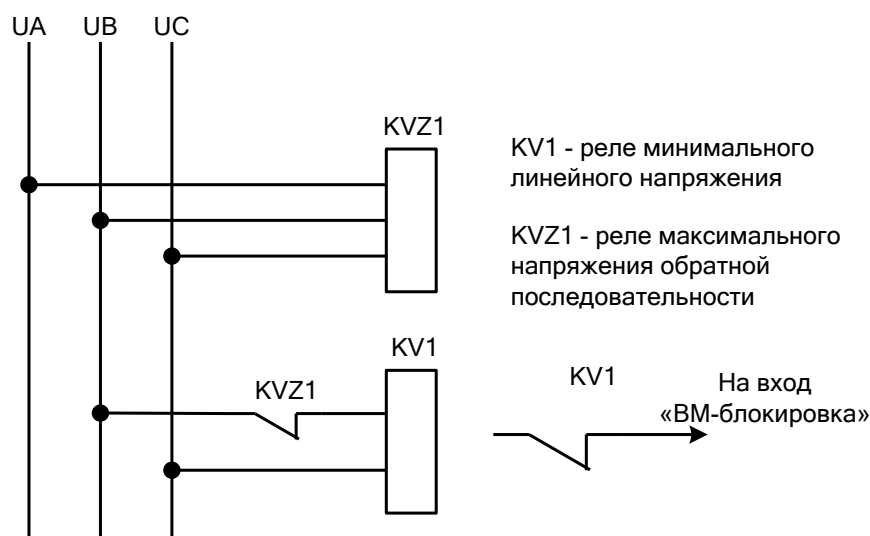 UA UB UC
KVZ1
KV1 - реле минимального
линейного напряжения
KVZ1 - реле максимального
напряжения обратной
последовательности
KV1
KVZ1
KV1
На вход
«ВМ-блокировка»